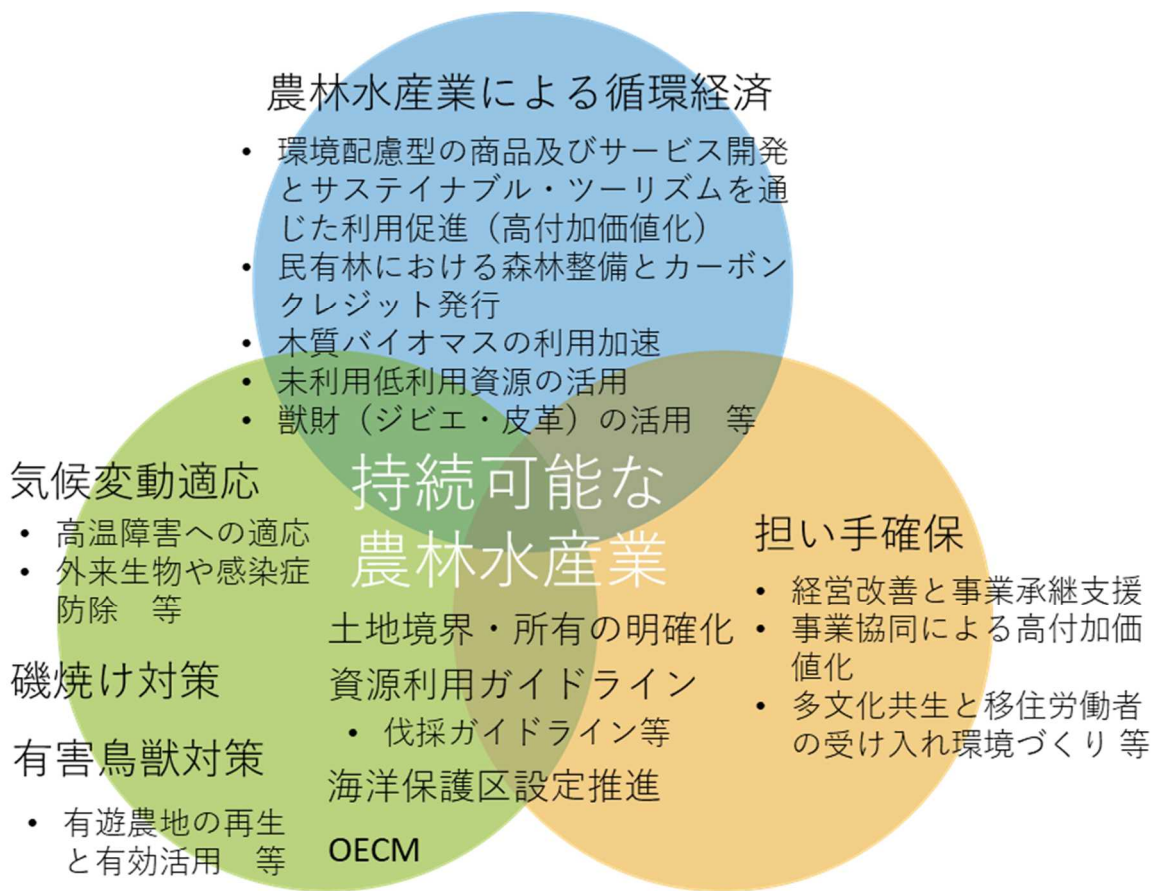 農林水産業による循環経済
• 環境配慮型の商品及びサービス開発
とサステイナブル・ツーリズムを通
じた利用促進（高付加価値化）
• 民有林における森林整備とカーボン
クレジット発行
• 木質バイオマスの利用加速
• 未利用低利用資源の活用
• 獣財（ジビエ・皮革）の活用　等
持続可能な
農林水産業
気候変動適応
• 高温障害への適応
• 外来生物や感染症
防除　等
磯焼け対策
有害鳥獣対策
• 有遊農地の再生
と有効活用　等
土地境界・所有の明確化
資源利用ガイドライン
• 伐採ガイドライン等
海洋保護区設定推進
OECM
担い手確保
• 経営改善と事業承継支援
• 事業協同による高付加価
値化
• 多文化共生と移住労働者
の受け入れ環境づくり 等